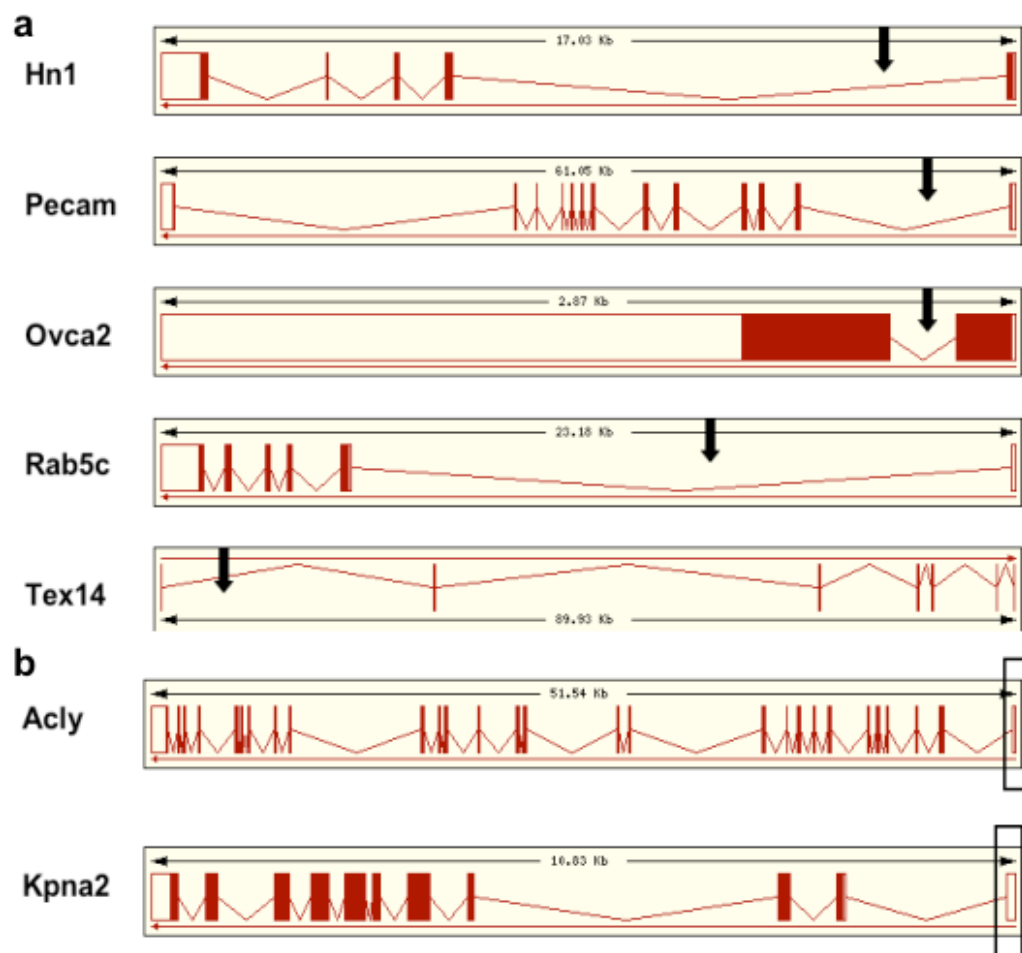 a
17.03 Kb
Hn1
61.05 Kb
Pecam
2.87 Kb
Ovca2
23.18 Kb
Rab5c
Tex14
89.93 Kb
b
51.54 Kb
Acly
10.83 Kb
Kpna2